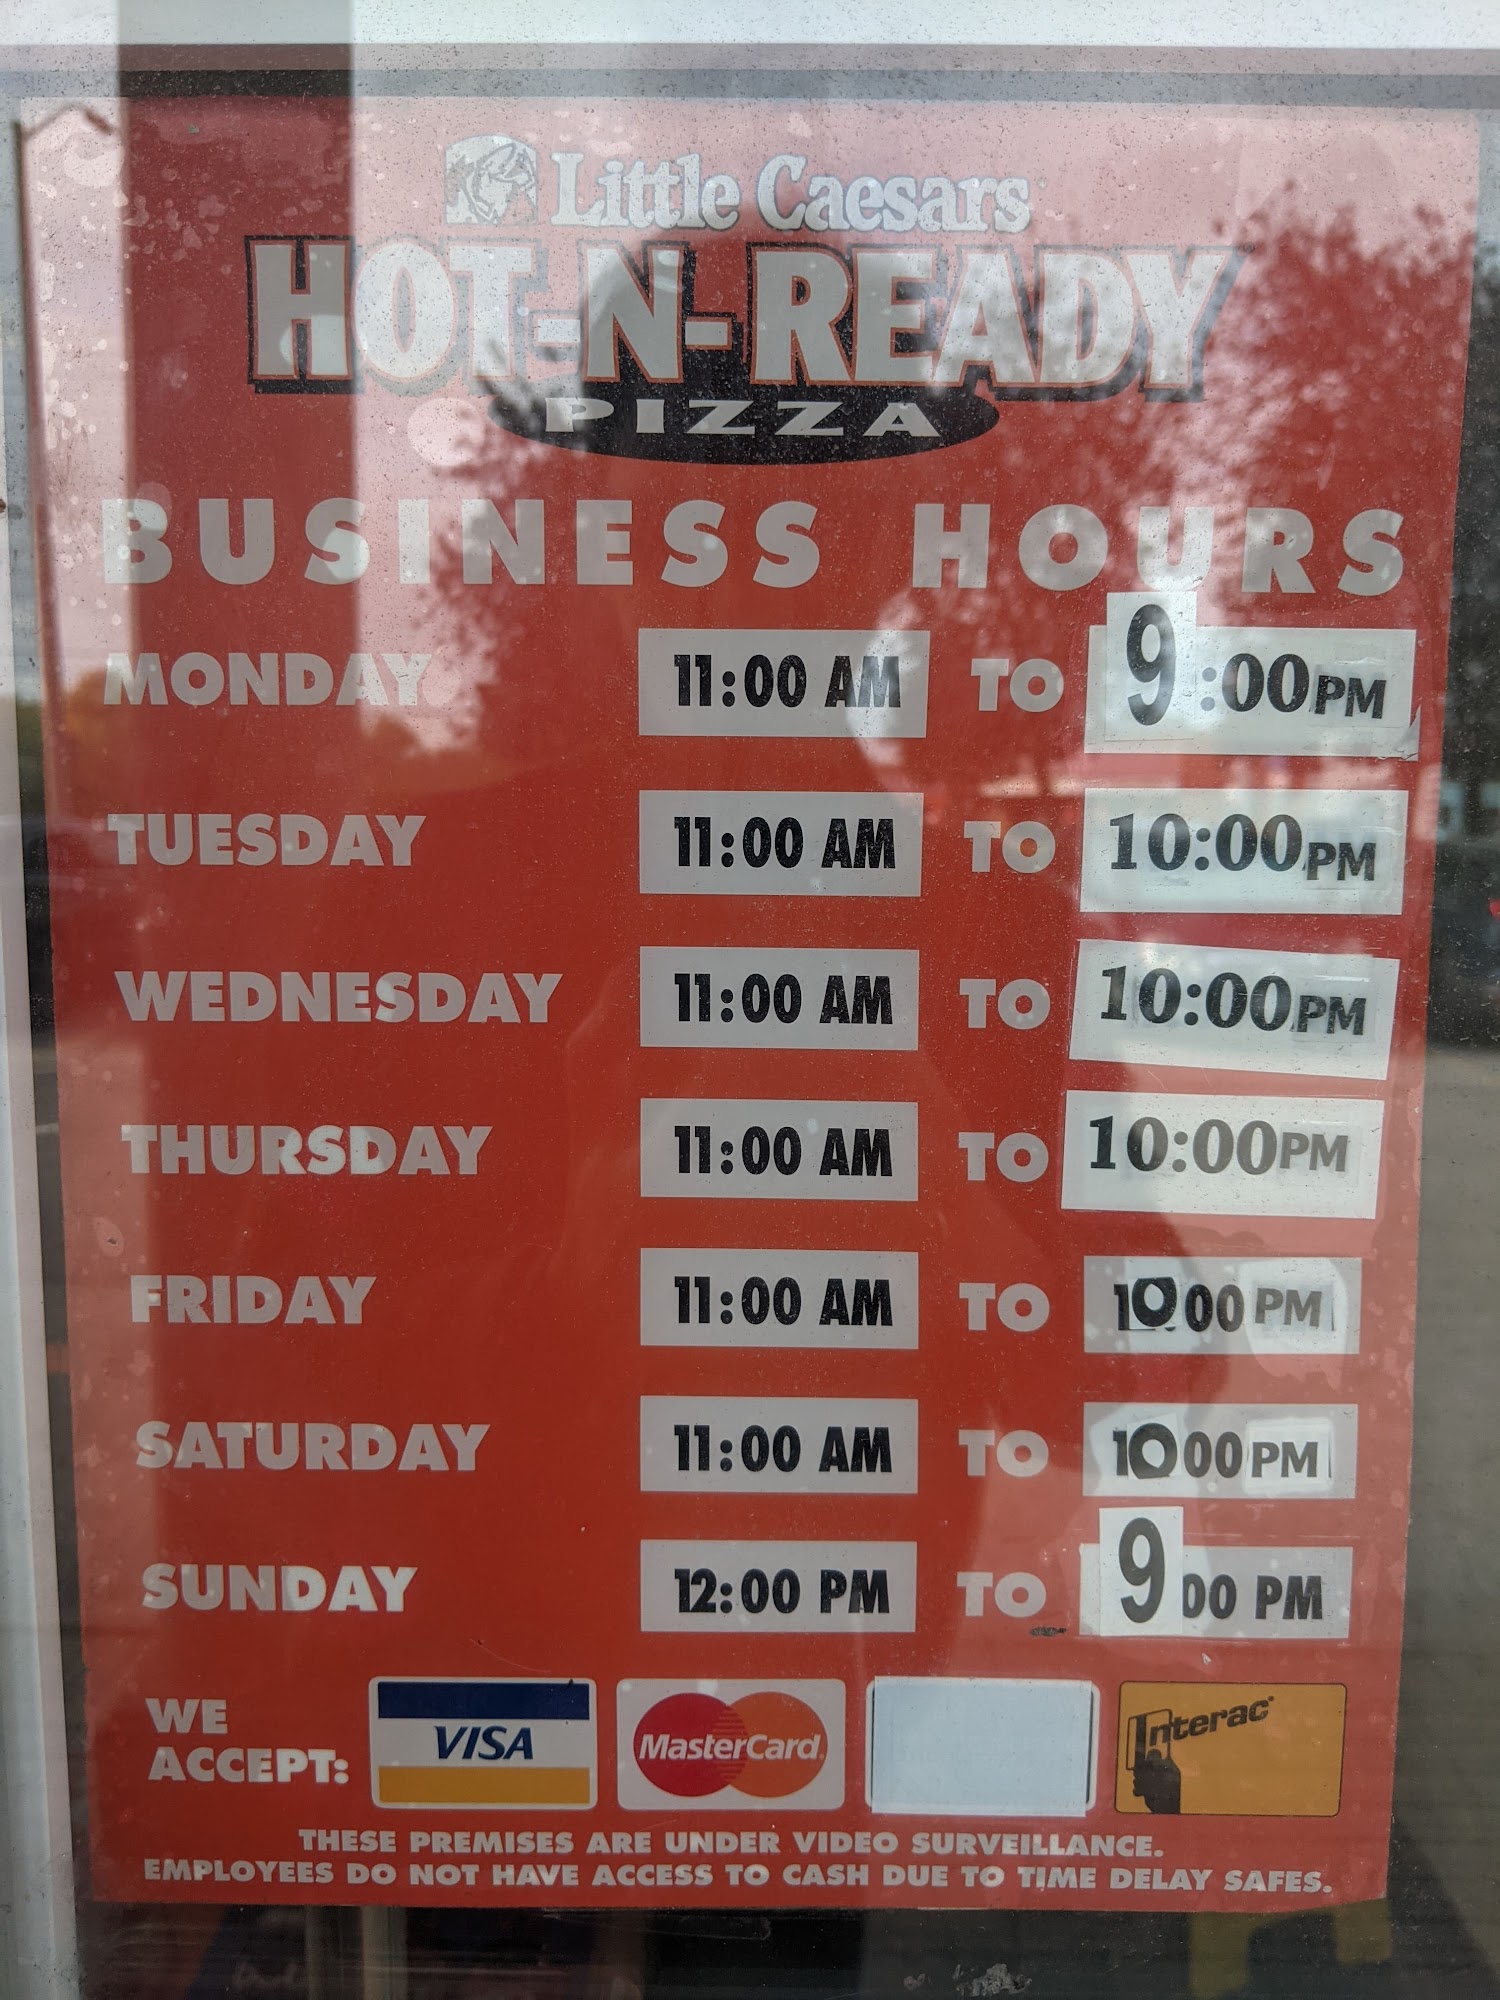 Little Caesars
HOT-N-READY
PIZZA
BUSINESS HOURS
MONDAY 11:00 AM TO 9:00PM
TUESDAY 11:00 AM TO 10:00PM
WEDNESDAY 11:00 AM TO 10:00PM
THURSDAY 11:00 AM TO 10:00PM
FRIDAY 11:00 AM TO 10:00 PM
SATURDAY 11:00 AM TO 10 00 PM
SUNDAY 12:00 PM TO 9 00 PM
WE ACCEPT: VISA MasterCard Interac
THESE PREMISES ARE UNDER VIDEO SURVEILLANCE.
EMPLOYEES DO NOT HAVE ACCESS TO CASH DUE TO TIME DELAY SAFES.